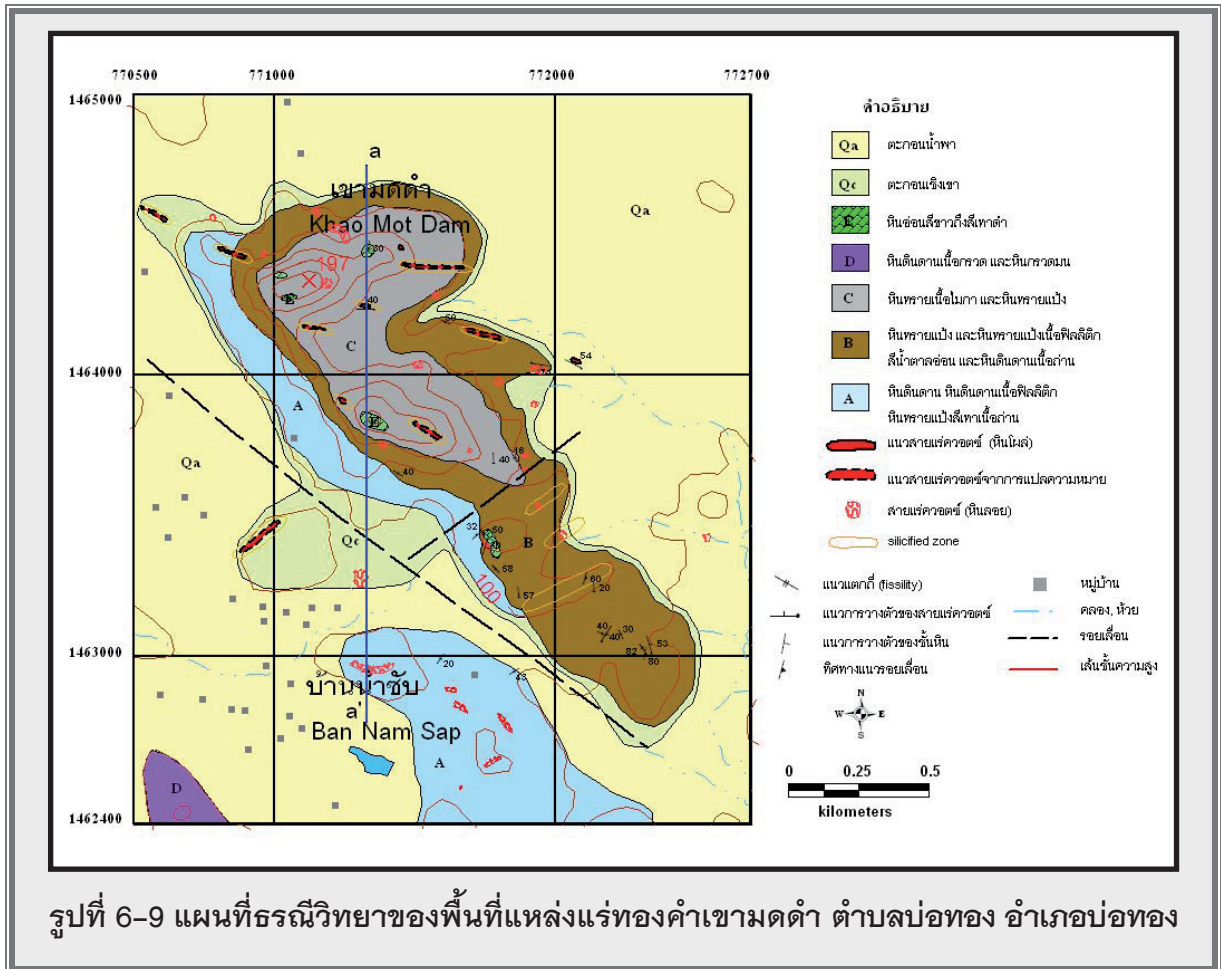 770500 771000 772000 772700
1465000
1464000
1463000
1462400
a
เขามดดำ
Khao Mot Dam
197
Qa
30
E
40
C
50
54
A
E
Qa
40
16
40
32
50
B
Qc
58
100
57
60
20
40
30
40
53
82
80
20
43
บ้านน้ำซับ
a'
Ban Nam Sap
A
D
คำอธิบาย
Qa ตะกอนน้ำพา
Qc ตะกอนเชิงเขา
E หินอ่อนสีขาวถึงสีเทาดำ
D หินดินดานเนื้อกรวด และหินกรวดมน
C หินทรายเนื้อไมกา และหินทรายแป้ง
B หินทรายแป้ง และหินทรายแป้งเนื้อฟิลลิติก
สีน้ำตาลอ่อน และหินดินดานเนื้อถ่าน
A หินดินดาน หินดินดานเนื้อฟิลลิติก
หินทรายแป้งสีเทาเนื้อถ่าน
แนวสายแร่ควอตซ์ (หินโผล่)
แนวสายแร่ควอตซ์จากการแปลความหมาย
สายแร่ควอตซ์ (หินลอย)
silicified zone
แนวแตกถี่ (fissility)
แนวการวางตัวของสายแร่ควอตซ์
แนวการวางตัวของชั้นหิน
ทิศทางแนวรอยเลื่อน
หมู่บ้าน
คลอง, ห้วย
รอยเลื่อน
เส้นชั้นความสูง
N
W E
S
0 0.25 0.5
kilometers
รูปที่ 6-9 แผนที่ธรณีวิทยาของพื้นที่แหล่งแร่ทองคำเขามดดำ ตำบลบ่อทอง อำเภอบ่อทอง